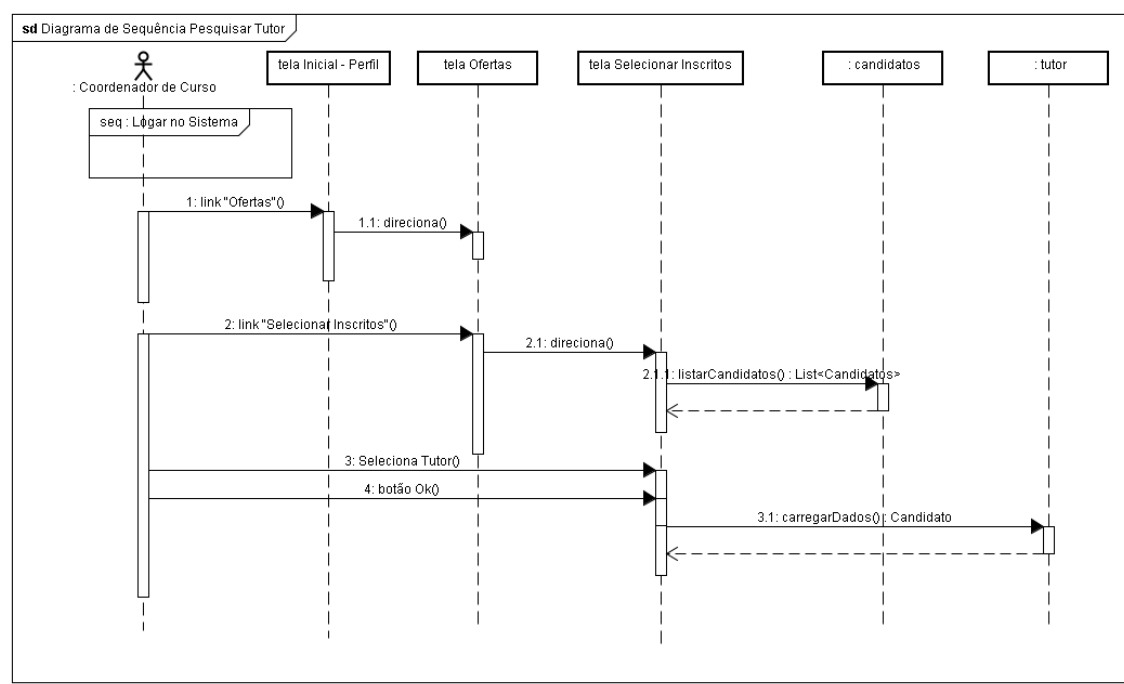 sd Diagrama de Sequência Pesquisar Tutor
: Coordenador de Curso
tela Inicial - Perfil
tela Ofertas
tela Selecionar Inscritos
: candidatos
: tutor
seq : Logar no Sistema
1: link "Ofertas"()
1.1: direciona()
2: link "Selecionar Inscritos"()
2.1: direciona()
2.1.1: listarCandidatos() : List<Candidatos>
3: Seleciona Tutor()
4: botão Ok()
3.1: carregarDados() : Candidato